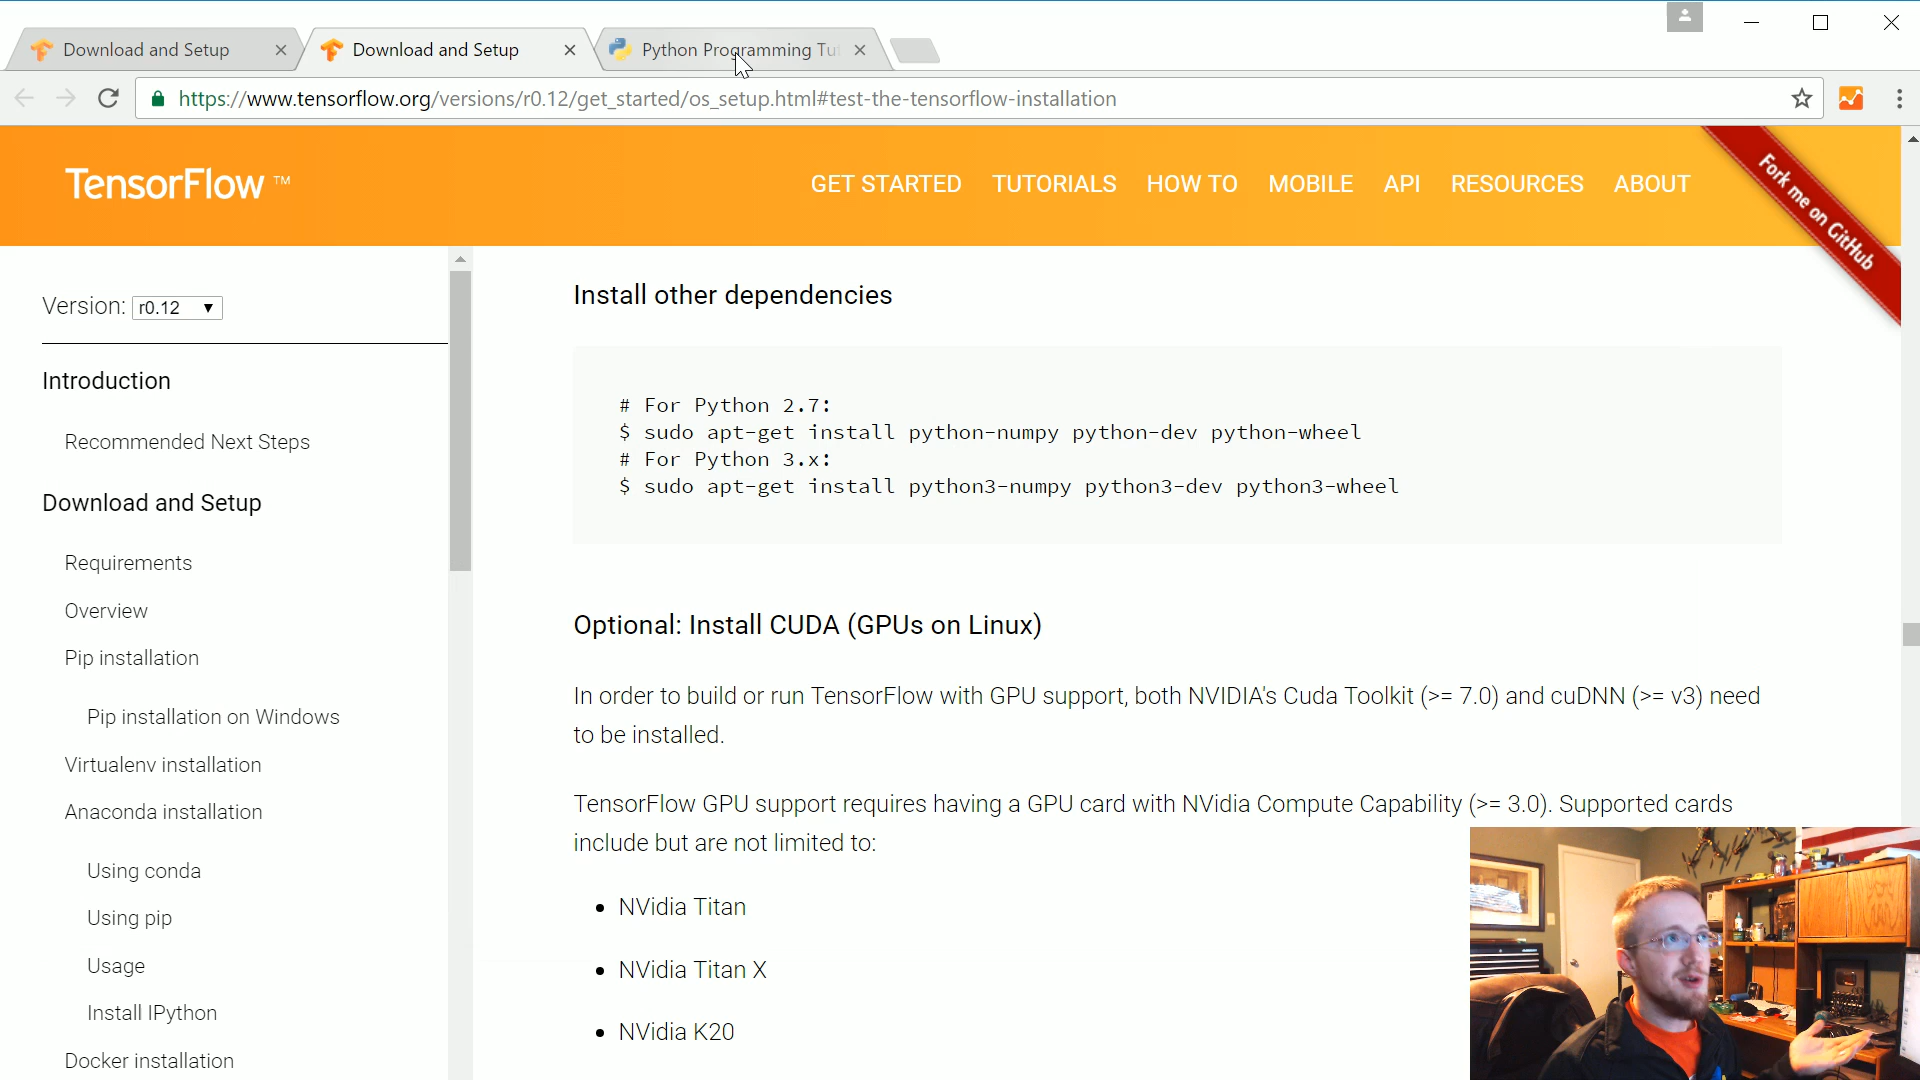 Download and Setup
Download and Setup
Python Programming Tu
https://www.tensorflow.org/versions/r0.12/get_started/os_setup.html#test-the-tensorflow-installation
TensorFlow ™
GET STARTED TUTORIALS HOW TO MOBILE API RESOURCES ABOUT
Fork me on GitHub
Version: r0.12
Introduction
Recommended Next Steps
Download and Setup
Requirements
Overview
Pip installation
Pip installation on Windows
Virtualenv installation
Anaconda installation
Using conda
Using pip
Usage
Install IPython
Docker installation
Install other dependencies
# For Python 2.7:
$ sudo apt-get install python-numpy python-dev python-wheel
# For Python 3.x:
$ sudo apt-get install python3-numpy python3-dev python3-wheel
Optional: Install CUDA (GPUs on Linux)
In order to build or run TensorFlow with GPU support, both NVIDIA's Cuda Toolkit (>= 7.0) and cuDNN (>= v3) need
to be installed.
TensorFlow GPU support requires having a GPU card with NVidia Compute Capability (>= 3.0). Supported cards
include but are not limited to:
• NVidia Titan
• NVidia Titan X
• NVidia K20